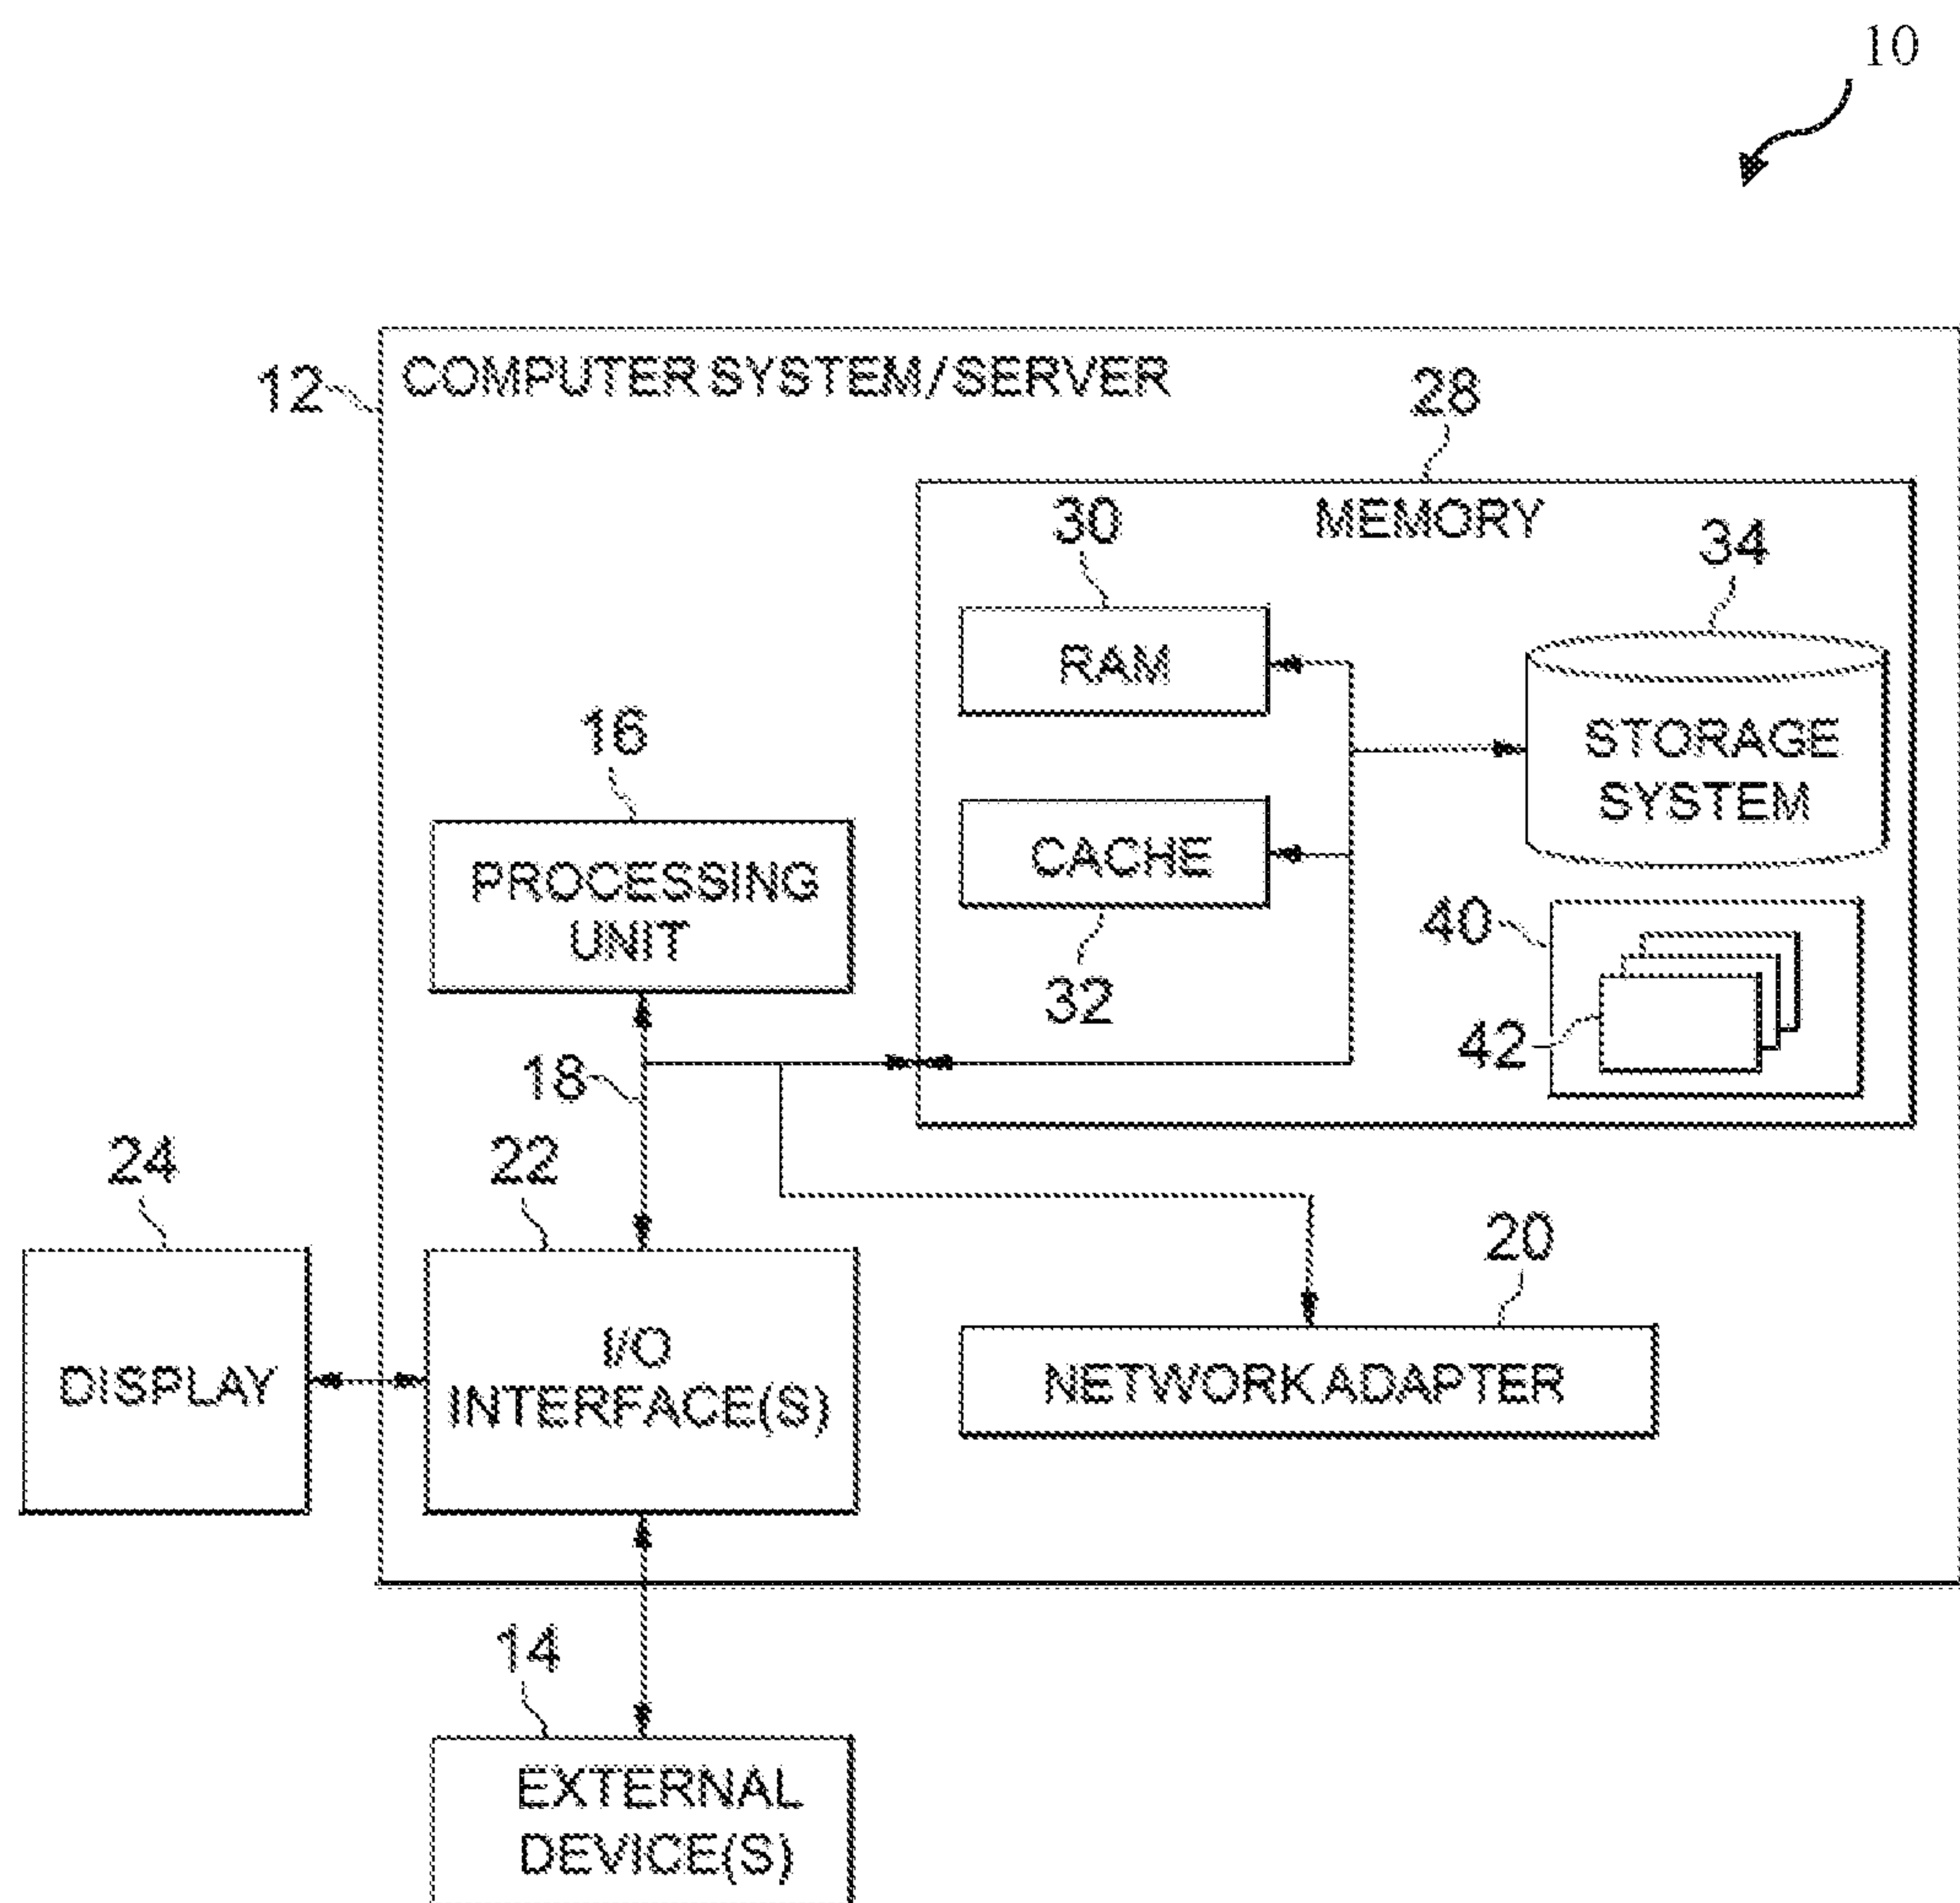 10
12
COMPUTER SYSTEM / SERVER
28
MEMORY
30
34
RAM
STORAGE
SYSTEM
16
PROCESSING
UNIT
CACHE
32
40
42
18
24
22
20
DISPLAY
I/O
INTERFACE(S)
NETWORK ADAPTER
14
EXTERNAL
DEVICE(S)